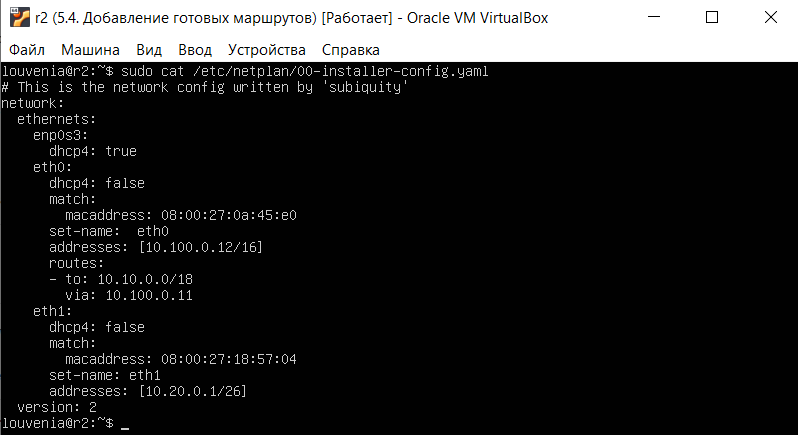 r2 (5.4. Добавление готовых маршрутов) [Работает] - Oracle VM VirtualBox
Файл Машина Вид Ввод Устройства Справка
louvenia@r2:~$ sudo cat /etc/netplan/00-installer-config.yaml
# This is the network config written by 'subiquity'
network:
  ethernets:
    enp0s3:
      dhcp4: true
    eth0:
      dhcp4: false
      match:
        macaddress: 08:00:27:0a:45:e0
      set-name:  eth0
      addresses: [10.100.0.12/16]
      routes:
      - to: 10.10.0.0/18
        via: 10.100.0.11
    eth1:
      dhcp4: false
      match:
        macaddress: 08:00:27:18:57:04
      set-name: eth1
      addresses: [10.20.0.1/26]
  version: 2
louvenia@r2:~$ _